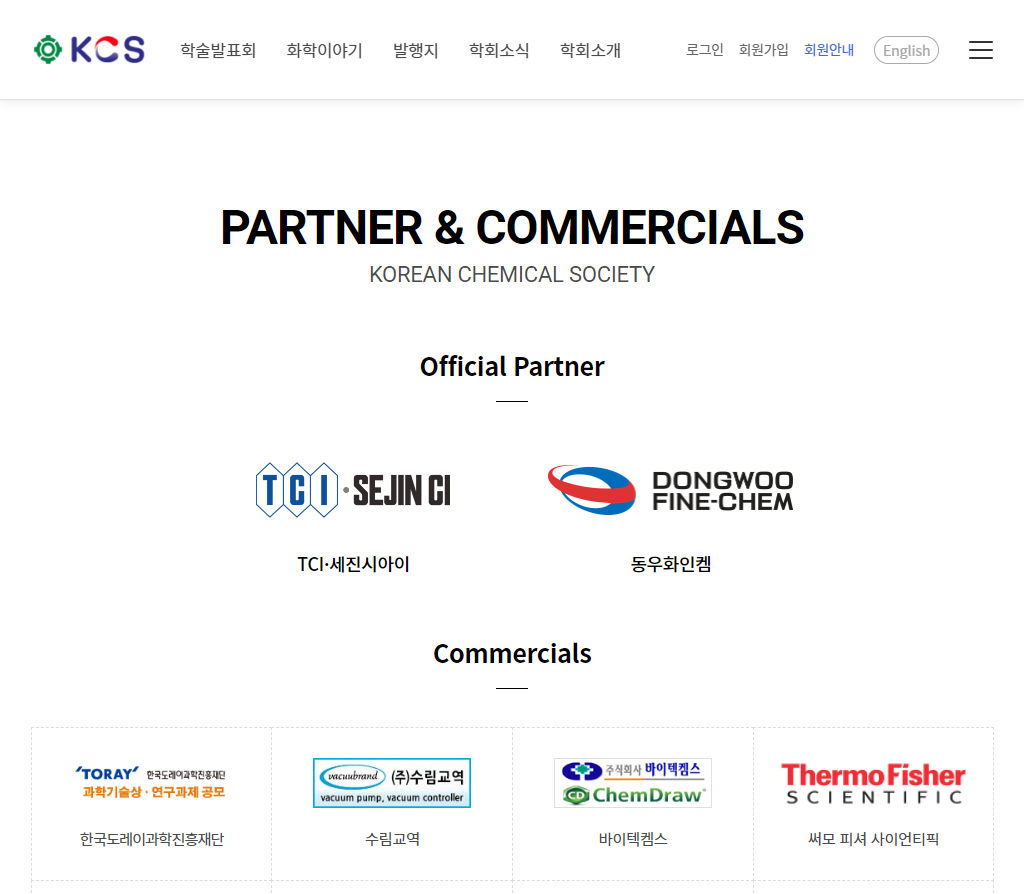 KCS 학술발표회 화학이야기 발행지 학회소식 학회소개 로그인 회원가입 회원안내 English
PARTNER & COMMERCIALS
KOREAN CHEMICAL SOCIETY
Official Partner
TCI · SEJIN CI
DONGWOO
FINE-CHEM
TCI·세진시아이 동우화인켐
Commercials
'TORAY' 한국도레이과학진흥재단
과학기술상 · 연구과제 공모
vacuubrand (주)수림교역
vacuum pump, vacuum controller
주식회사 바이텍켐스
CD ChemDraw
ThermoFisher
SCIENTIFIC
한국도레이과학진흥재단 수림교역 바이텍켐스 써모 피셔 사이언티픽